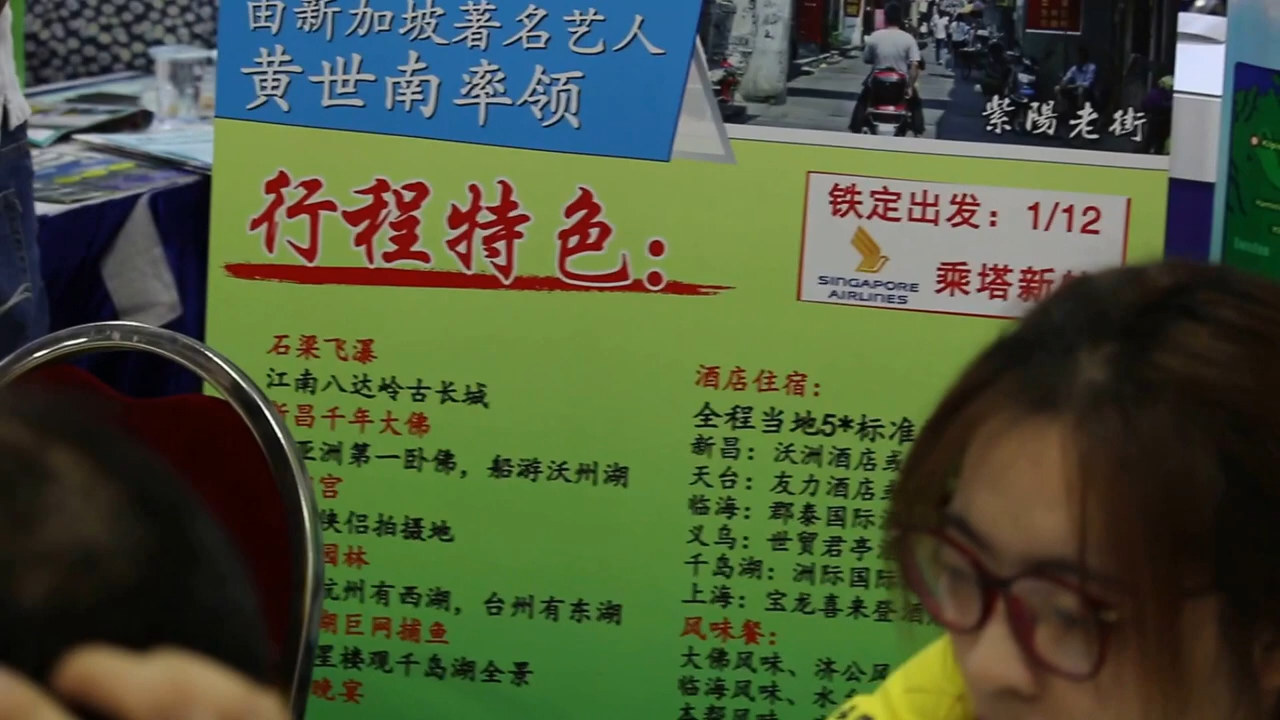 由新加坡著名艺人
黄世南率领
紫陽老街
行程特色：
铁定出发：1/12
SINGAPORE
AIRLINES
乘塔新
石梁飞瀑
江南八达岭古长城
新昌千年大佛
亚洲第一卧佛，船游沃州湖
宫
侠侣拍摄地
园林
杭州有西湖，台州有东湖
湖巨网捕鱼
星楼观千岛湖全景
晚宴
酒店住宿：
全程当地5*标准
新昌：沃洲酒店或
天台：友力酒店或
临海：郡泰国际
义乌：世贸君亭
千岛湖：洲际国际
上海：宝龙喜来登酒
风味餐：
大佛风味、济公风
临海风味、水
本帮风味、